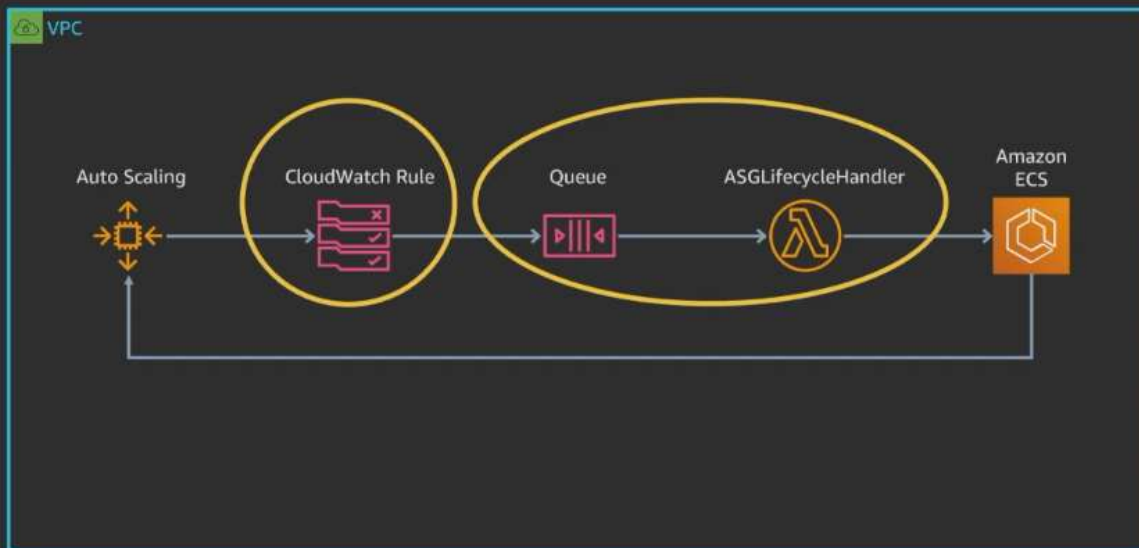 VPC
Auto Scaling
CloudWatch Rule
Queue
ASGLifecycleHandler
Amazon
ECS